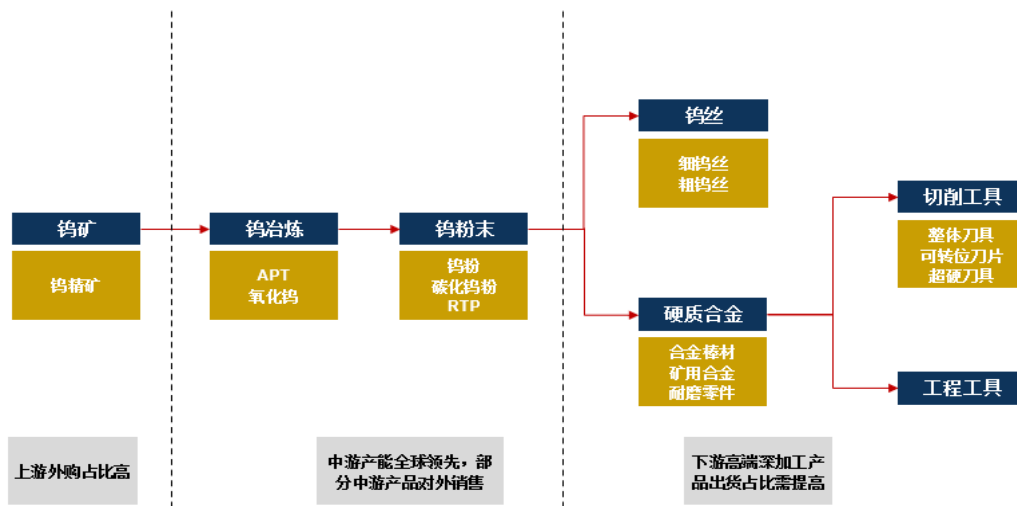 钨矿
钨精矿
上游外购占比高
钨冶炼
APT
氧化钨
钨粉末
钨粉
碳化钨粉
RTP
中游产能全球领先，部
分中游产品对外销售
钨丝
细钨丝
粗钨丝
硬质合金
合金棒材
矿用合金
耐磨零件
切削工具
整体刀具
可转位刀片
超硬刀具
工程工具
下游高端深加工产
品出货占比需提高